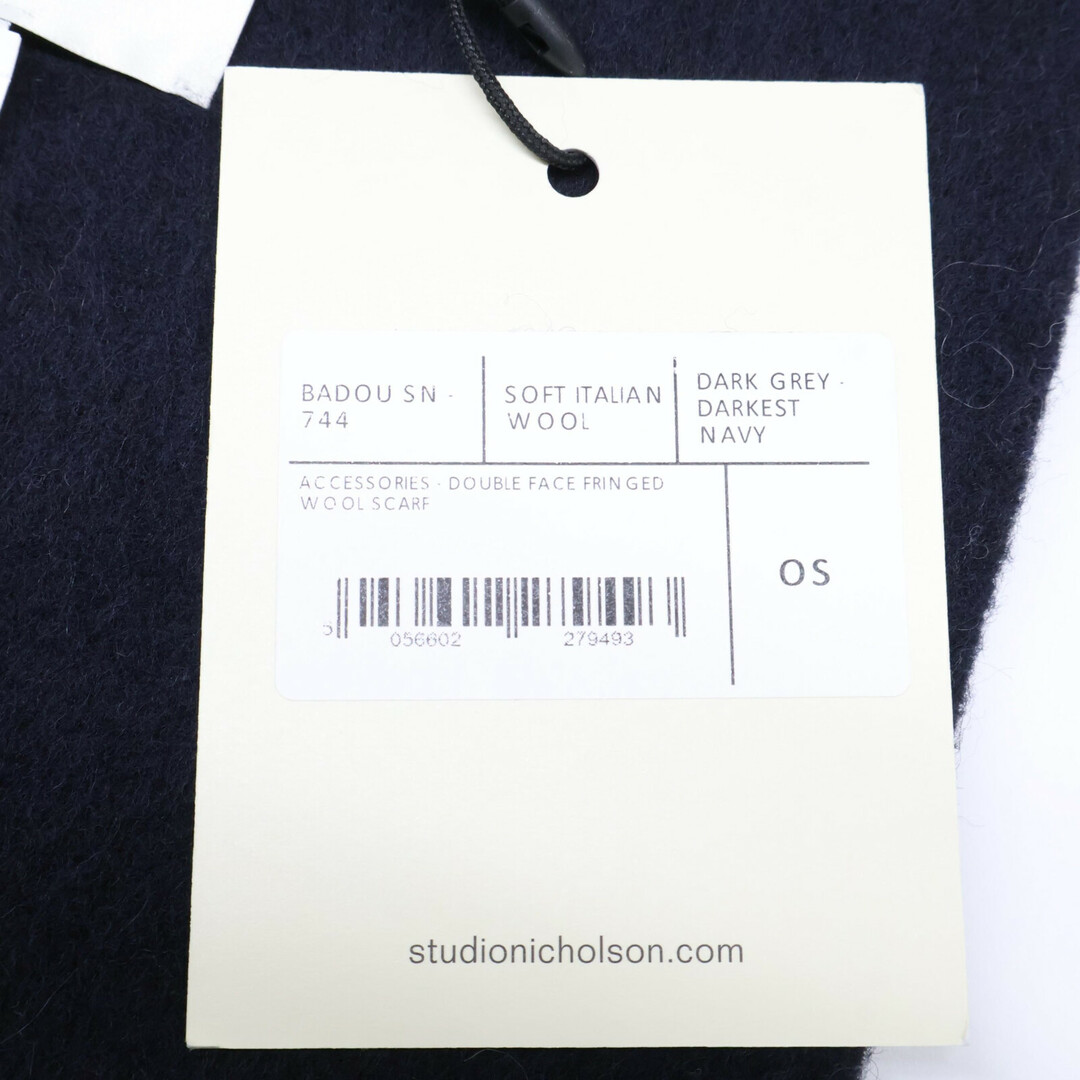 BADOU SN -
744
SOFT ITALIAN
WOOL
DARK GREY -
DARKEST
NAVY
ACCESSORIES - DOUBLE FACE FRINGED
WOOL SCARF
OS
5 056602 279493
studionicholson.com